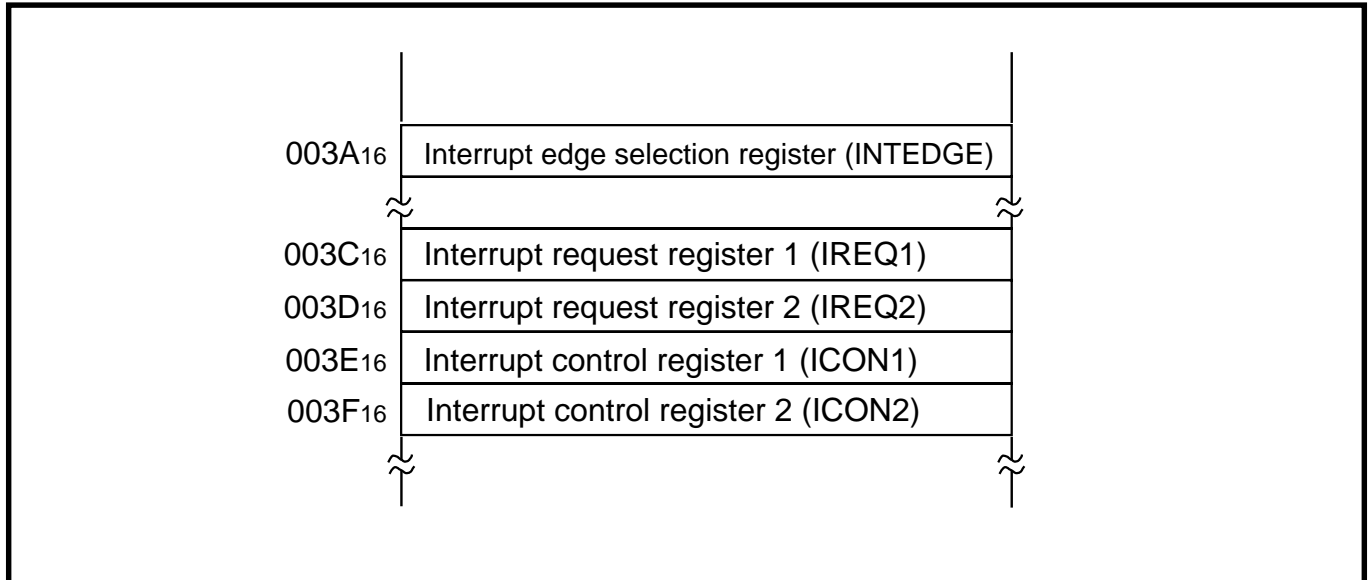 003A16 Interrupt edge selection register (INTEDGE)
003C16 Interrupt request register 1 (IREQ1)
003D16 Interrupt request register 2 (IREQ2)
003E16 Interrupt control register 1 (ICON1)
003F16 Interrupt control register 2 (ICON2)